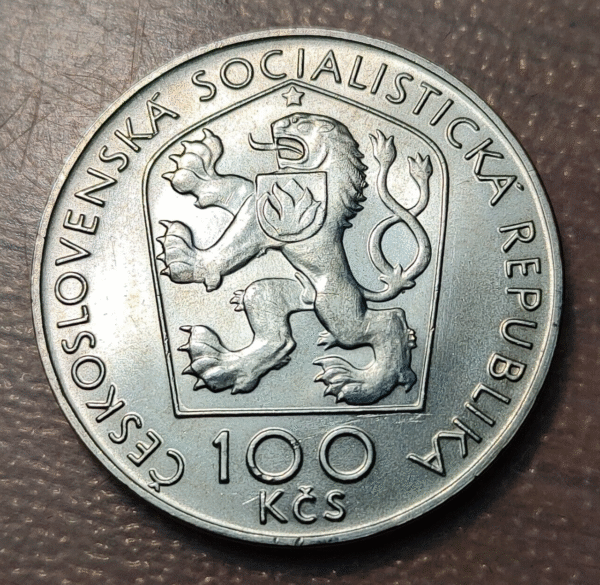 ČESKOSLOVENSKÁ SOCIALISTICKÁ REPUBLIKA
100
KČS